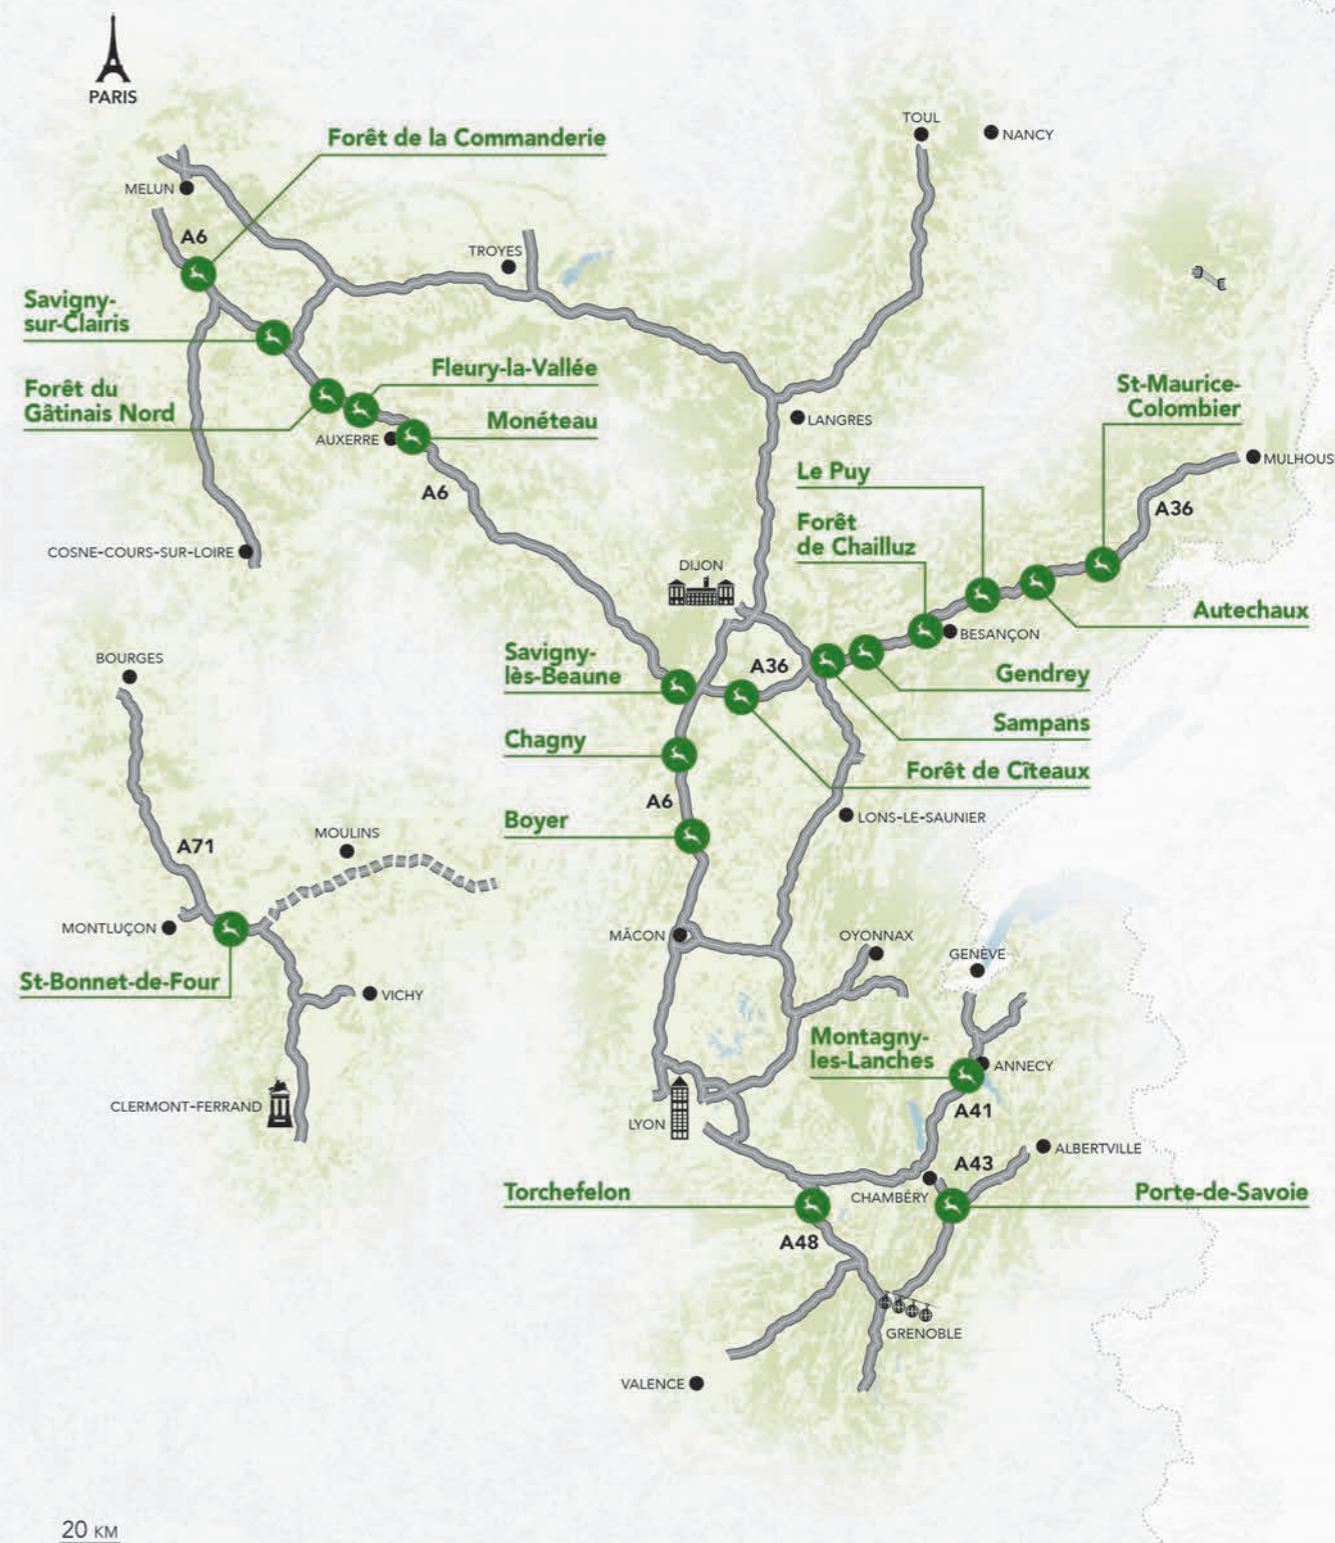 PARIS
Forêt de la Commanderie
TOUL
NANCY
MELUN
A6
TROYES
Savigny-
sur-Clairis
Fleury-la-Vallée
Forêt du
Gâtinais Nord
Monéteau
AUXERRE
St-Maurice-
Colombier
LANGRES
MULHOUS
Le Puy
A6
A36
Forêt
de Chailluz
COSNE-COURS-SUR-LOIRE
DIJON
Autechaux
BESANÇON
BOURGES
Savigny-
lès-Beaune
A36
Gendrey
Sampans
Chagny
Forêt de Cîteaux
A6
Boyer
LONS-LE-SAUNIER
MOULINS
A71
MONTLUÇON
MÂCON
OYONNAX
GENÈVE
St-Bonnet-de-Four
VICHY
Montagny-
les-Lanches
ANNECY
CLERMONT-FERRAND
A41
LYON
ALBERTVILLE
A43
Torchefelon
CHAMBÉRY
Porte-de-Savoie
A48
GRENOBLE
VALENCE
20 KM